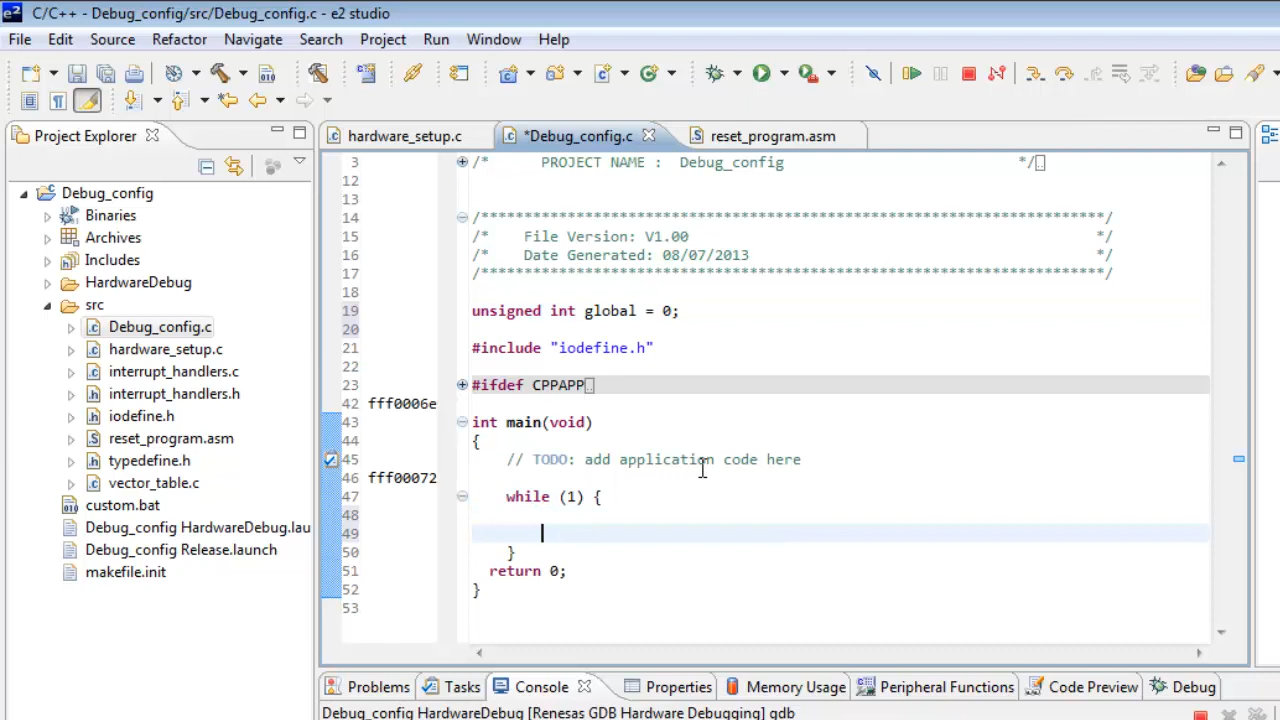 C/C++ - Debug_config/src/Debug_config.c - e2 studio
File Edit Source Refactor Navigate Search Project Run Window Help
Project Explorer
hardware_setup.c *Debug_config.c reset_program.asm
Debug_config
Binaries
Archives
Includes
HardwareDebug
src
Debug_config.c
hardware_setup.c
interrupt_handlers.c
interrupt_handlers.h
iodefine.h
reset_program.asm
typedefine.h
vector_table.c
custom.bat
Debug_config HardwareDebug.lau
Debug_config Release.launch
makefile.init
3 /* PROJECT NAME : Debug_config */
12
13
14 /*************************************************************************/
15 /* File Version: V1.00 */
16 /* Date Generated: 08/07/2013 */
17 /*************************************************************************/
18
19 unsigned int global = 0;
20
21 #include "iodefine.h"
22
23 #ifdef CPPAPP
42 fff0006e
43 int main(void)
44 {
45 // TODO: add application code here
46 fff00072
47 while (1) {
48
49
50 }
51 return 0;
52 }
53
Problems Tasks Console Properties Memory Usage Peripheral Functions Code Preview Debug
Debug_config HardwareDebug [Renesas GDB Hardware Debugging] gdb